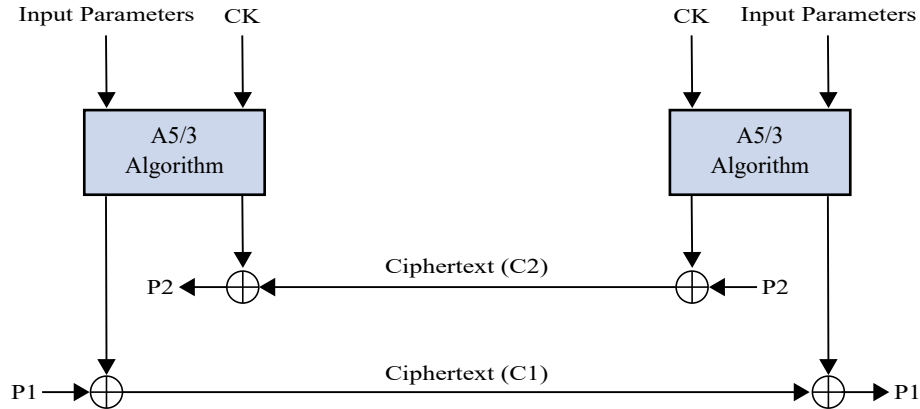 Input Parameters CK CK Input Parameters
A5/3 Algorithm
A5/3 Algorithm
P2 Ciphertext (C2) P2
P1 Ciphertext (C1) P1